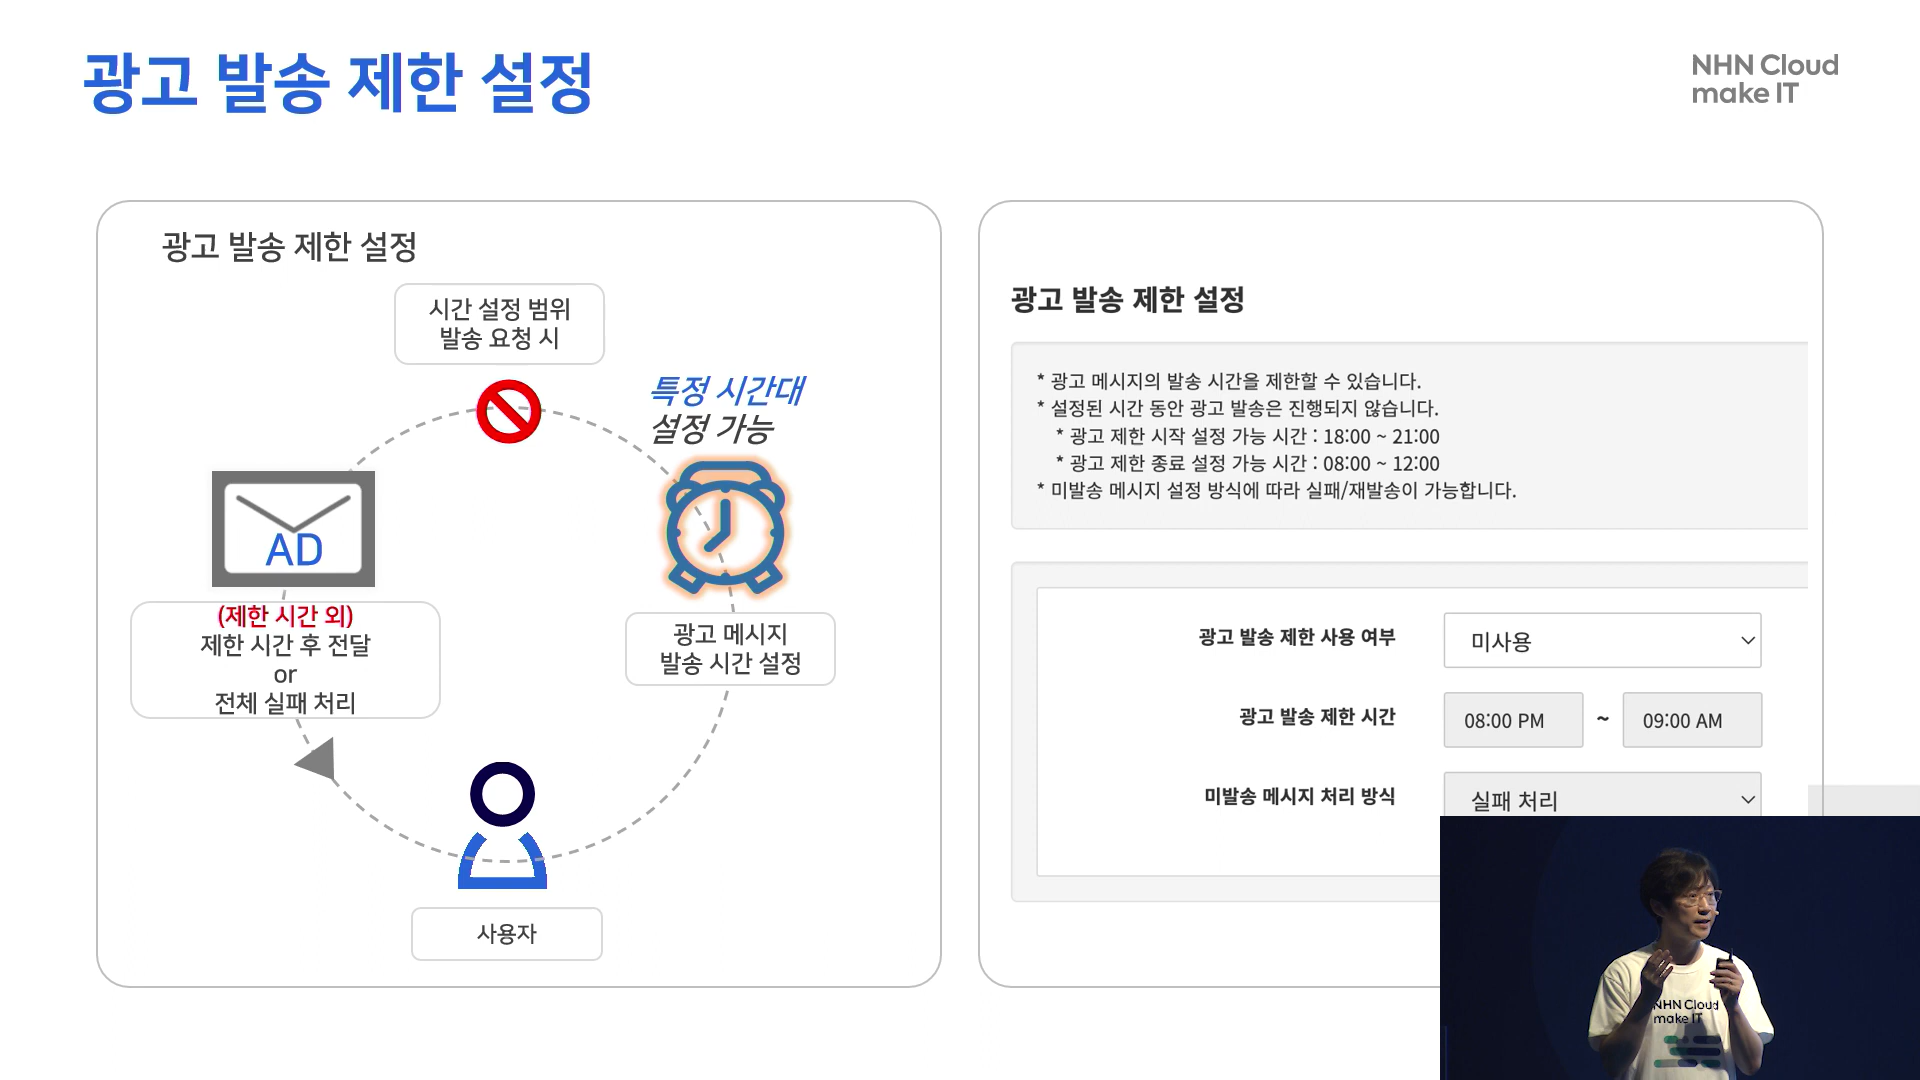 광고 발송 제한 설정
NHN Cloud
make IT
광고 발송 제한 설정
시간 설정 범위
발송 요청 시
특정 시간대
설정 가능
AD
(제한 시간 외)
제한 시간 후 전달
or
전체 실패 처리
광고 메시지
발송 시간 설정
사용자
광고 발송 제한 설정
* 광고 메시지의 발송 시간을 제한할 수 있습니다.
* 설정된 시간 동안 광고 발송은 진행되지 않습니다.
* 광고 제한 시작 설정 가능 시간 : 18:00 ~ 21:00
* 광고 제한 종료 설정 가능 시간 : 08:00 ~ 12:00
* 미발송 메시지 설정 방식에 따라 실패/재발송이 가능합니다.
광고 발송 제한 사용 여부 미사용
광고 발송 제한 시간 08:00 PM ~ 09:00 AM
미발송 메시지 처리 방식 실패 처리
NHN Cloud
make IT